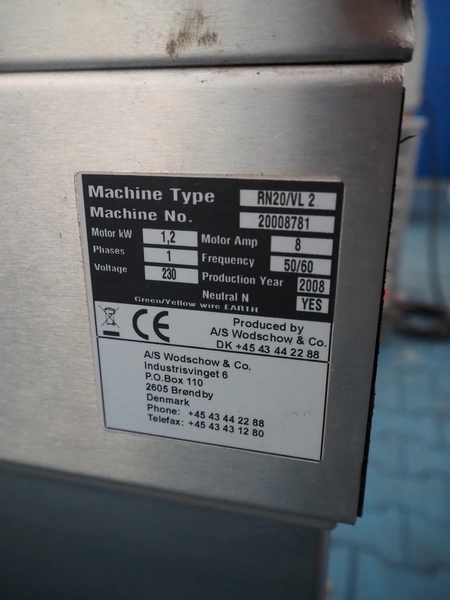 Machine Type RN20/VL 2
Machine No. 20008781
Motor kW 1,2 Motor Amp 8
Phases 1 Frequency 50/60
Voltage 230 Production Year 2008
Neutral N YES
Green/Yellow wire EARTH
CE Produced by
A/S Wodschow & Co.
DK +45 43 44 22 88
A/S Wodschow & Co.
Industrisvinget 6
P.O.Box 110
2605 Brøndby
Denmark
Phone: +45 43 44 22 88
Telefax: +45 43 43 12 80